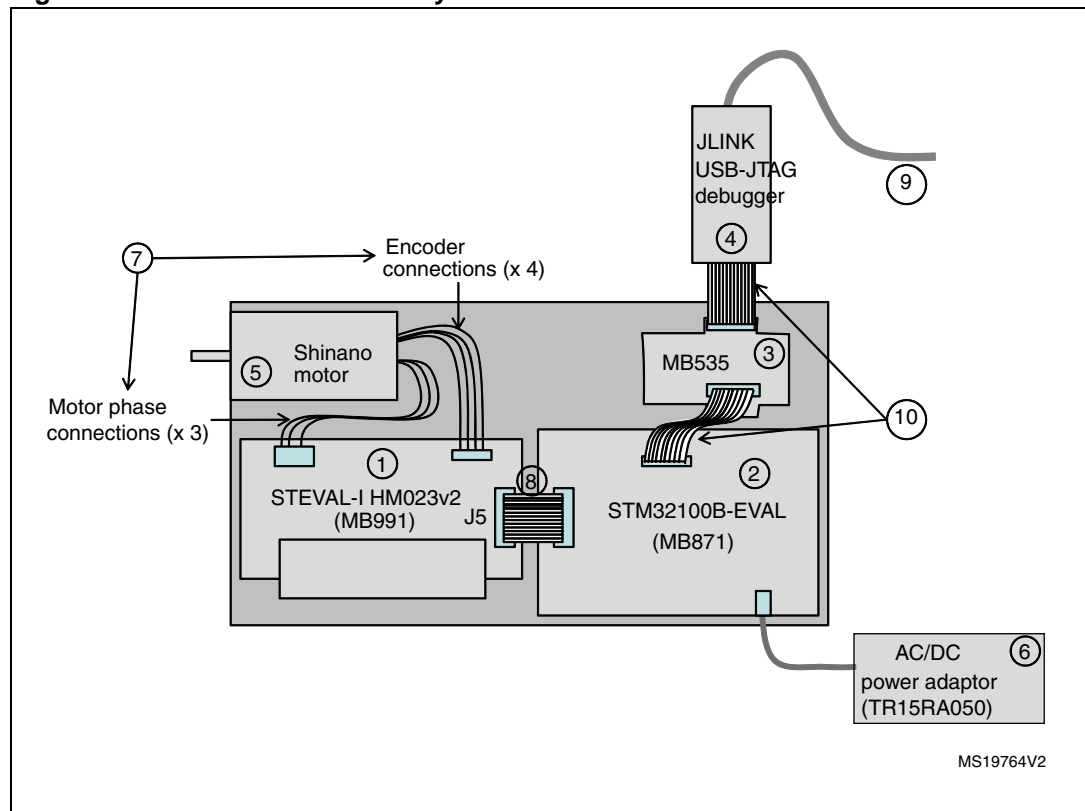 JLINK
USB-JTAG
debugger
4
9
7
Encoder
connections (x 4)
5
Shinano
motor
MB535
3
Motor phase
connections (x 3)
10
1
STEVAL-I HM023v2
(MB991)
J5
8
2
STM32100B-EVAL
(MB871)
AC/DC
power adaptor
(TR15RA050)
6
MS19764V2